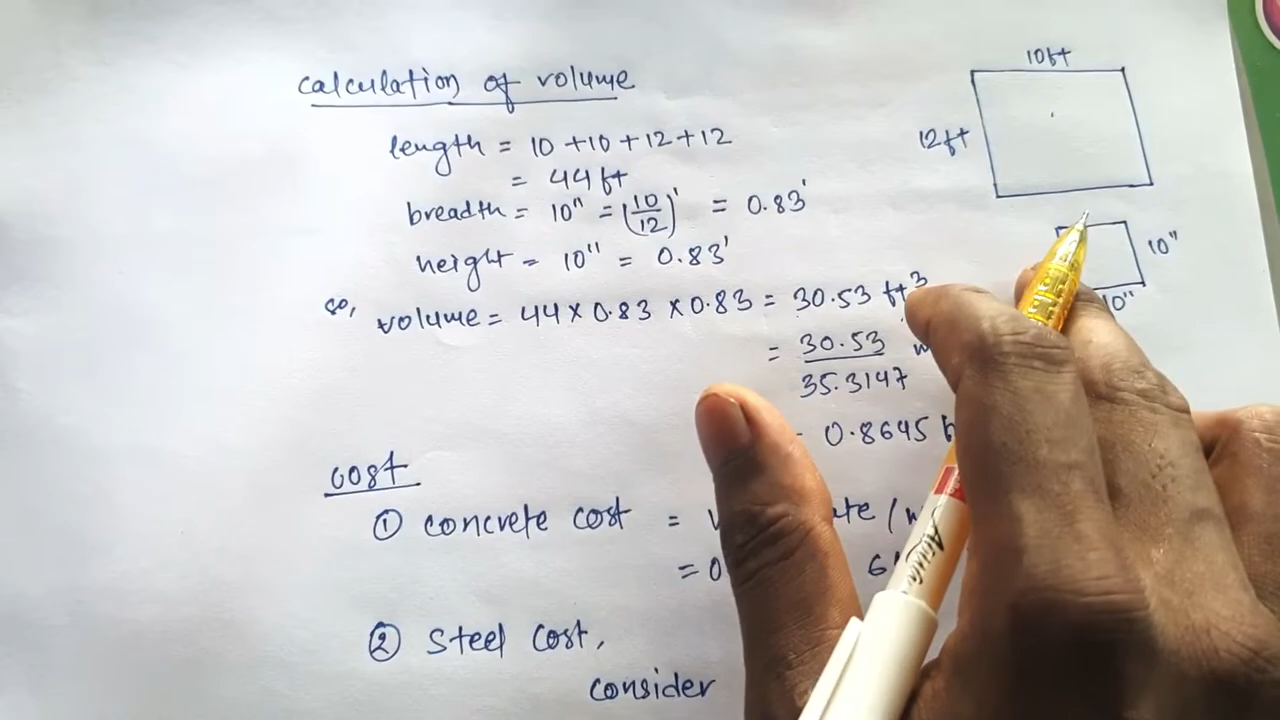 calculation of volume
length = 10 + 10 + 12 + 12
= 44 ft
breadth = 10" = (10/12)' = 0.83'
height = 10" = 0.83'
so, volume = 44 × 0.83 × 0.83 = 30.53 ft³
= 30.53
35.3147
0.8645
cost
① concrete cost =
= 0
② steel cost,
consider
10ft
12ft
10"
10"